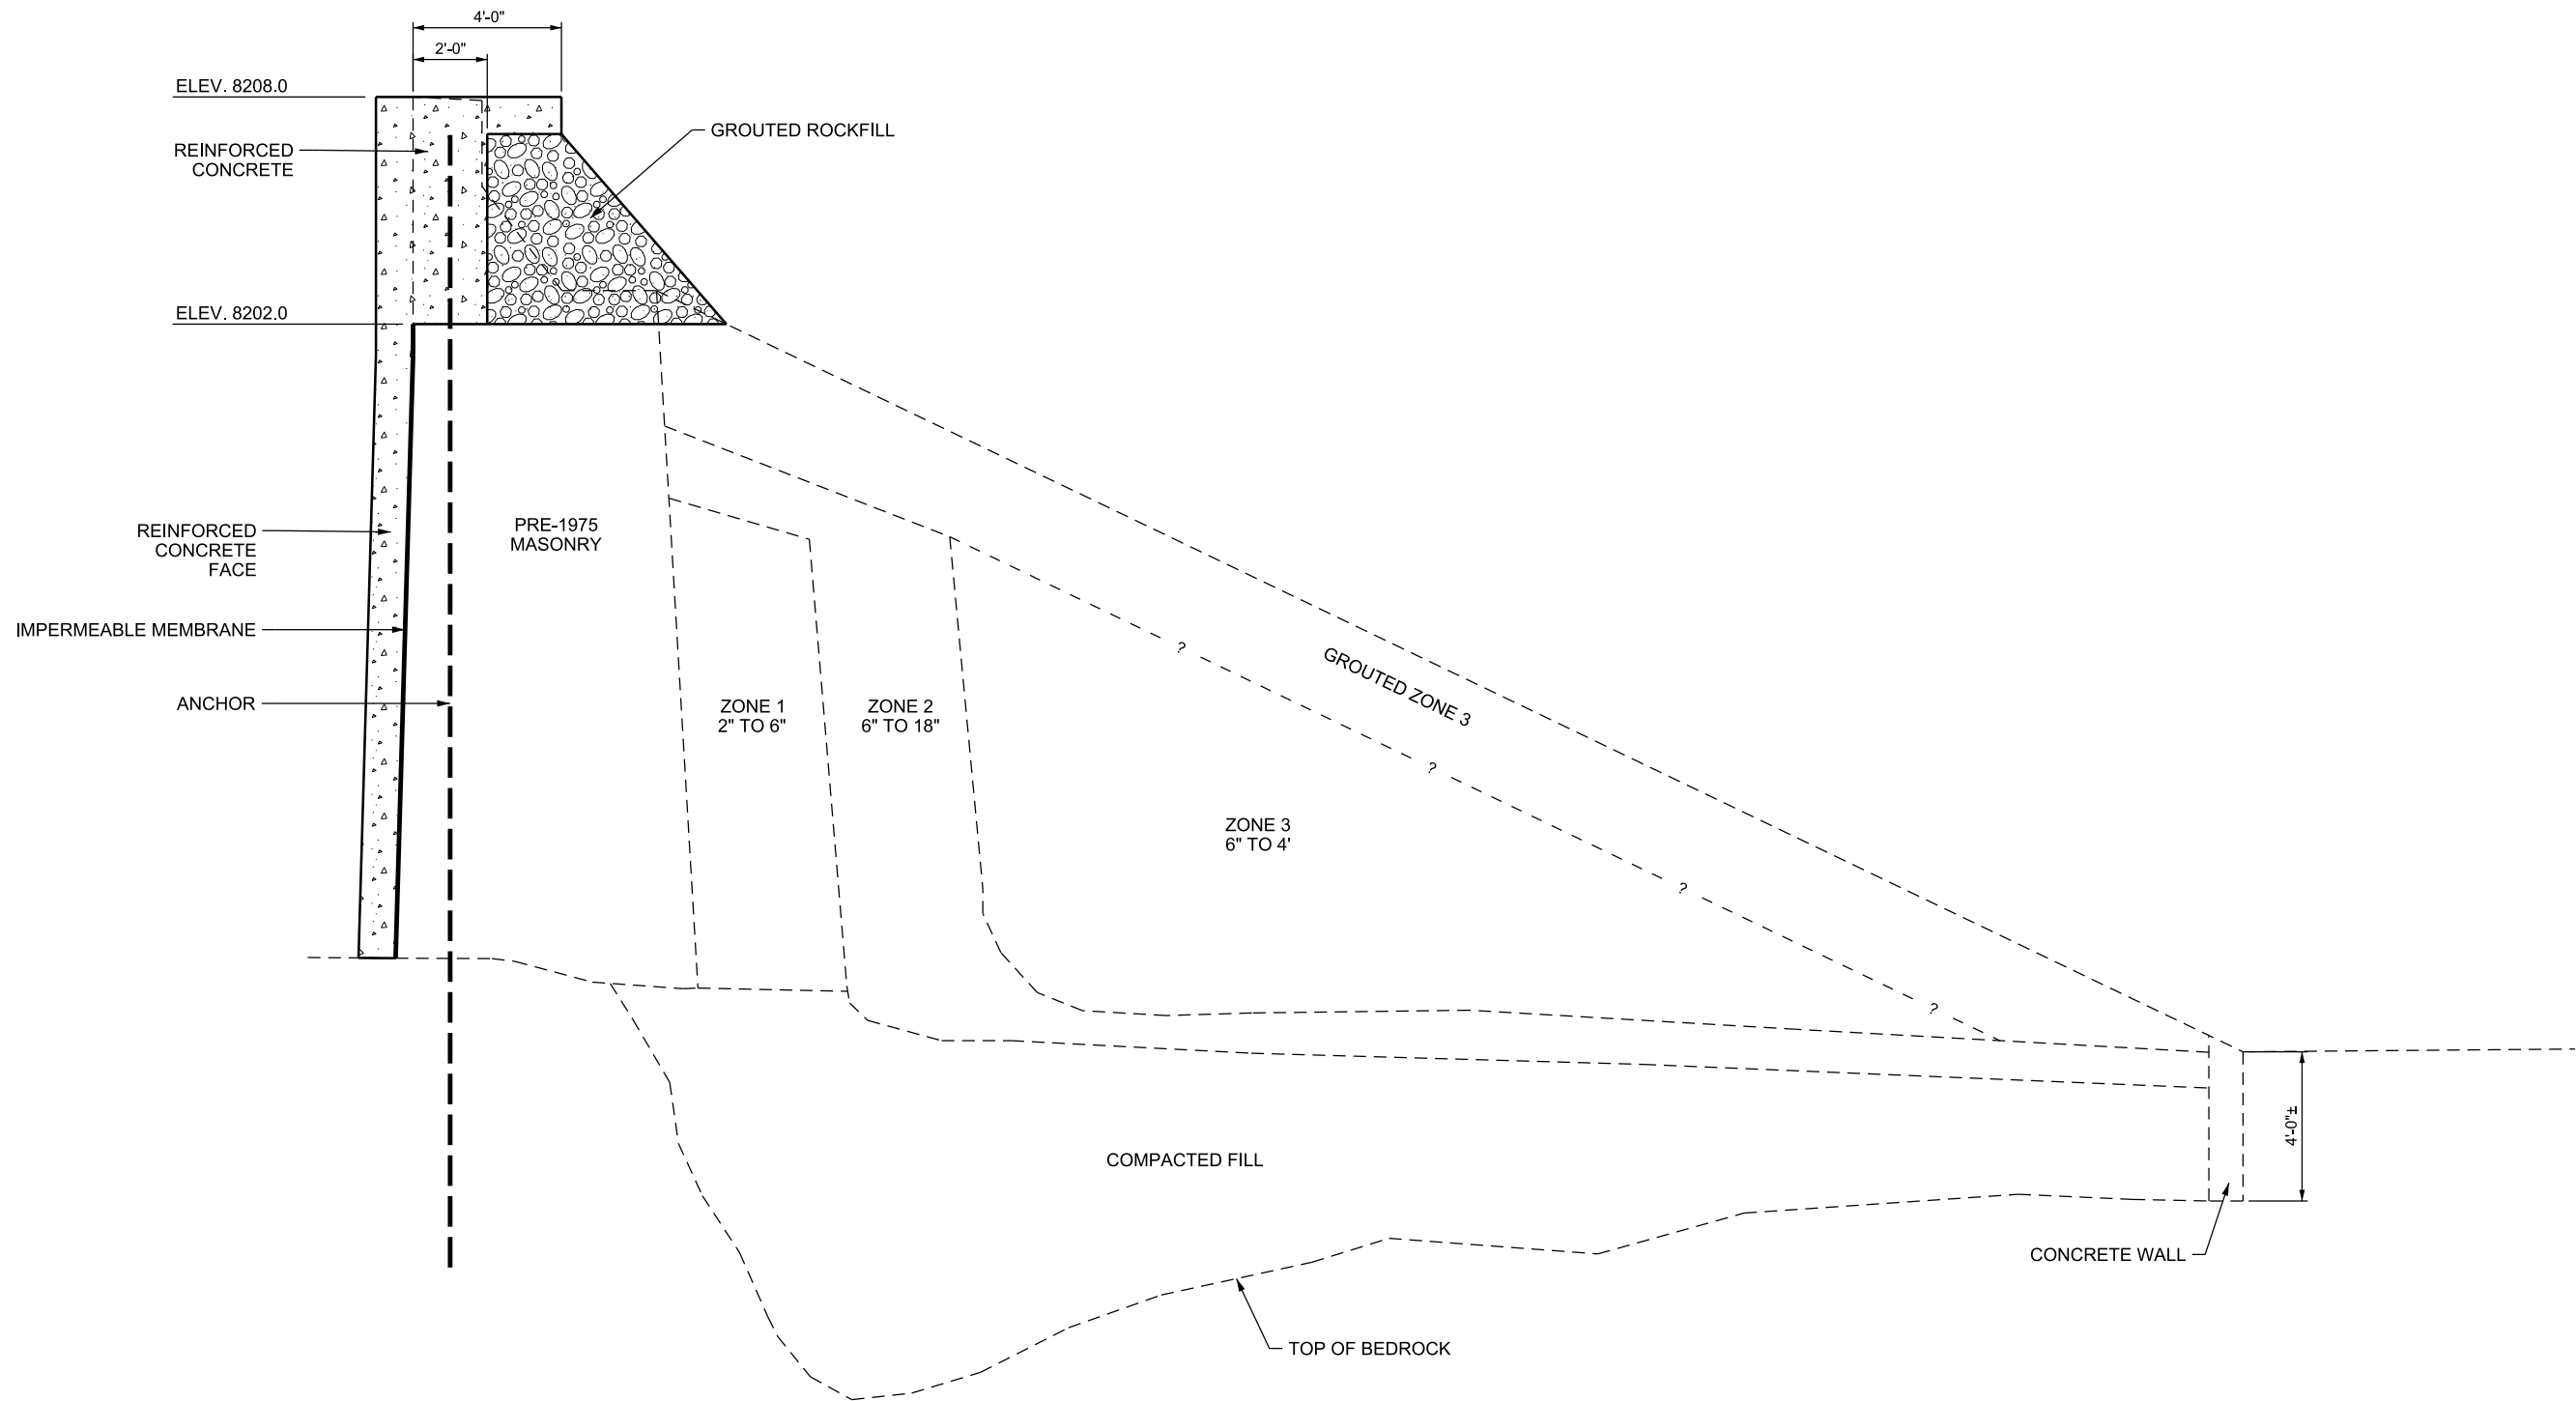 4'-0"
2'-0"
ELEV. 8208.0
GROUTED ROCKFILL
REINFORCED
CONCRETE
ELEV. 8202.0
REINFORCED
CONCRETE
FACE
PRE-1975
MASONRY
IMPERMEABLE MEMBRANE
?
GROUTED ZONE 3
ANCHOR
ZONE 1
2" TO 6"
ZONE 2
6" TO 18"
?
ZONE 3
6" TO 4'
?
?
4'-0"±
COMPACTED FILL
CONCRETE WALL
TOP OF BEDROCK